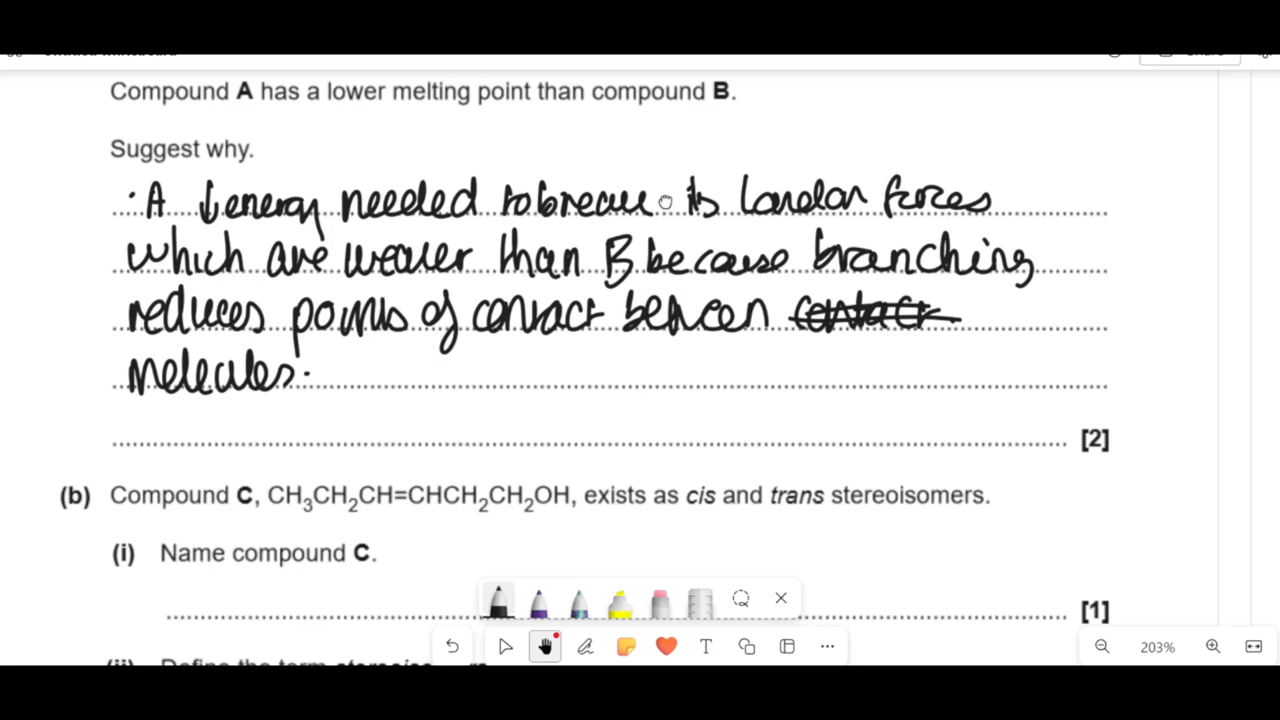 Compound A has a lower melting point than compound B.
Suggest why.
· A ↓energy needed to break its London forces
which are weaker than B because branching
reduces points of contact between contact
molecules.
[2]
(b) Compound C, CH₃CH₂CH=CHCH₂CH₂OH, exists as cis and trans stereoisomers.
(i) Name compound C.
[1]
203%